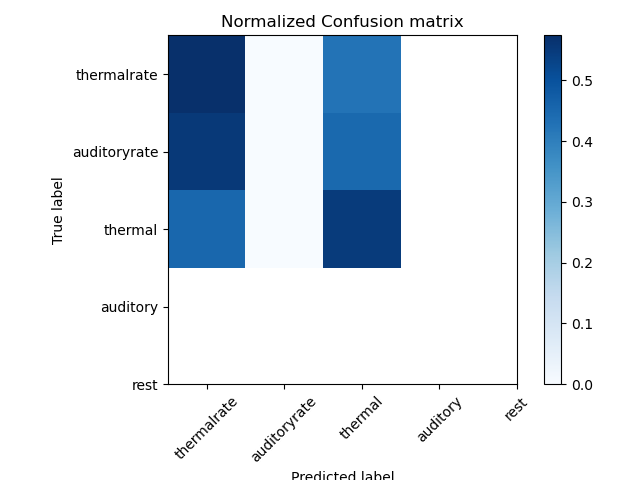 Normalized Confusion matrix
thermalrate
auditoryrate
thermal
auditory
rest
True label
thermalrate
auditoryrate
thermal
auditory
rest
Predicted label
0.5
0.4
0.3
0.2
0.1
0.0